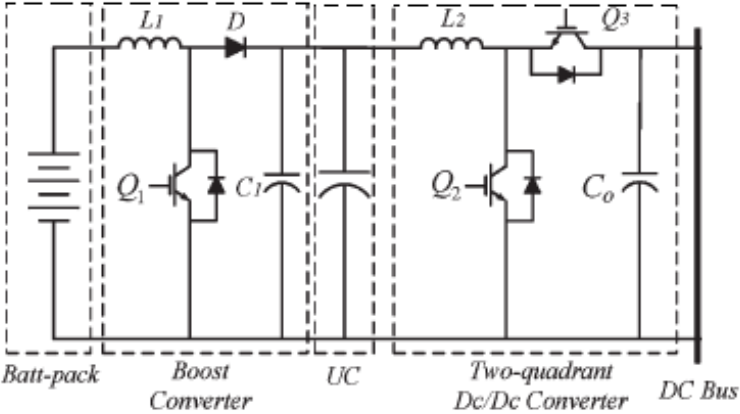 L1
D
L2
Q3
Q1
C1
Q2
Co
Batt-pack
Boost
Converter
UC
Two-quadrant
Dc/Dc Converter
DC Bus